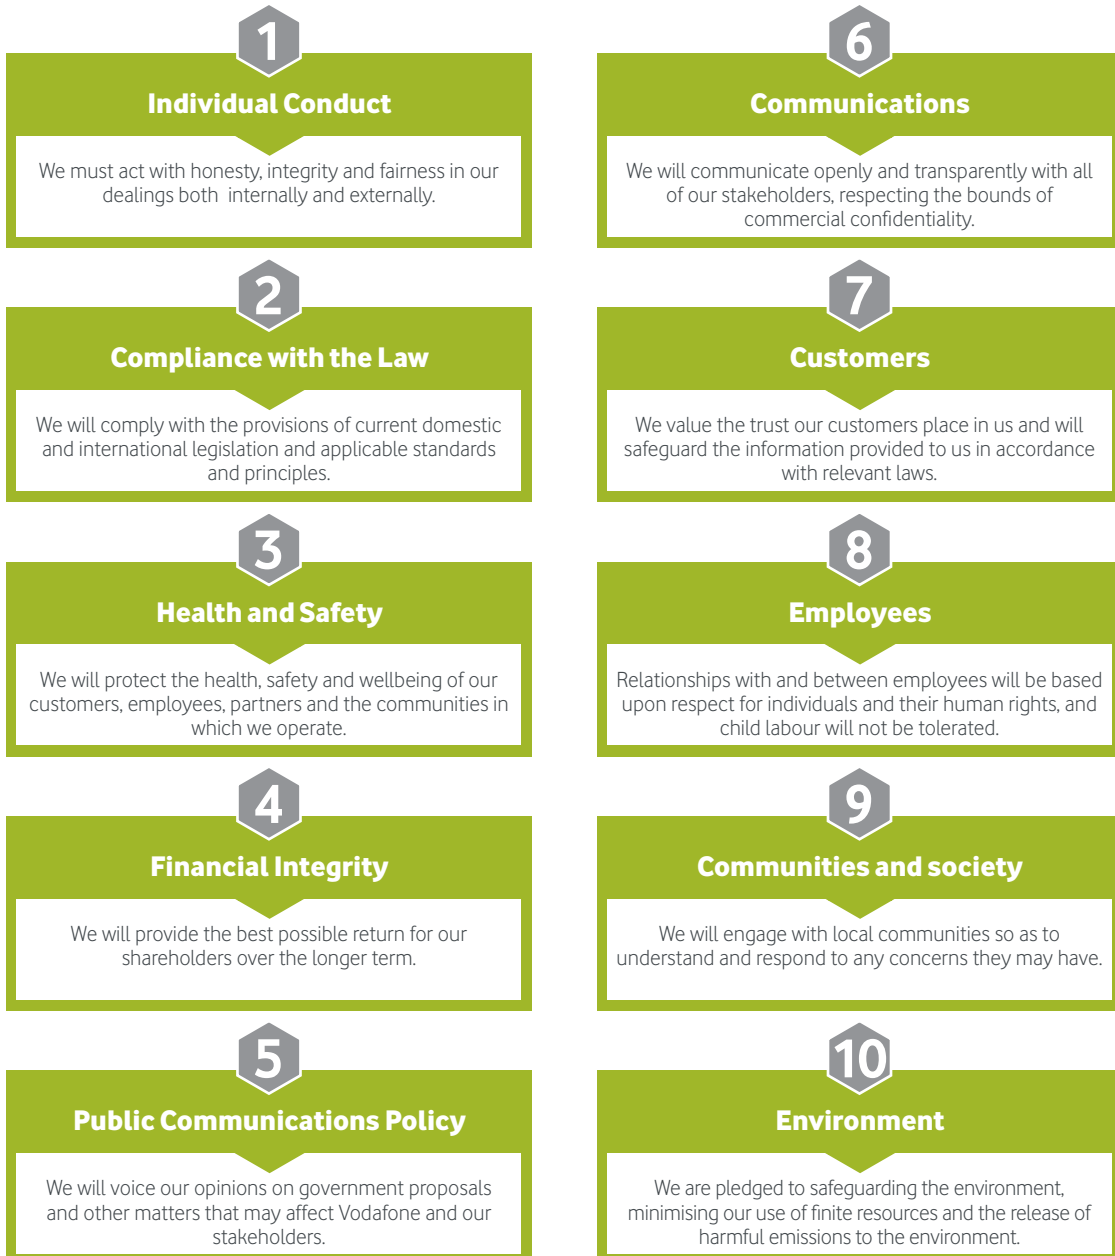 1
Individual Conduct
We must act with honesty, integrity and fairness in our
dealings both  internally and externally.
2
Compliance with the Law
We will comply with the provisions of current domestic
and international legislation and applicable standards
and principles.
3
Health and Safety
We will protect the health, safety and wellbeing of our
customers, employees, partners and the communities in
which we operate.
4
Financial Integrity
We will provide the best possible return for our
shareholders over the longer term.
5
Public Communications Policy
We will voice our opinions on government proposals
and other matters that may affect Vodafone and our
stakeholders.
6
Communications
We will communicate openly and transparently with all
of our stakeholders, respecting the bounds of
commercial confidentiality.
7
Customers
We value the trust our customers place in us and will
safeguard the information provided to us in accordance
with relevant laws.
8
Employees
Relationships with and between employees will be based
upon respect for individuals and their human rights, and
child labour will not be tolerated.
9
Communities and society
We will engage with local communities so as to
understand and respond to any concerns they may have.
10
Environment
We are pledged to safeguarding the environment,
minimising our use of finite resources and the release of
harmful emissions to the environment.